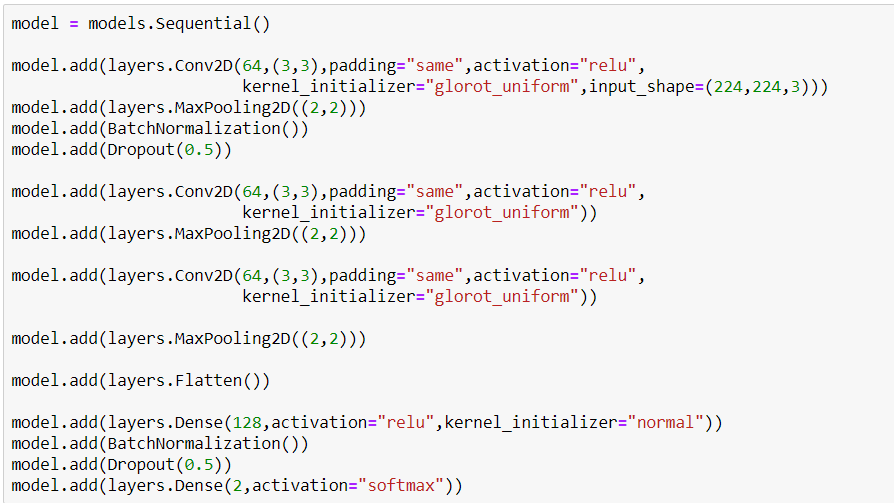 model = models.Sequential()
model.add(layers.Conv2D(64,(3,3),padding="same",activation="relu",
kernel_initializer="glorot_uniform",input_shape=(224,224,3)))
model.add(layers.MaxPooling2D((2,2)))
model.add(BatchNormalization())
model.add(Dropout(0.5))
model.add(layers.Conv2D(64,(3,3),padding="same",activation="relu",
kernel_initializer="glorot_uniform"))
model.add(layers.MaxPooling2D((2,2)))
model.add(layers.Conv2D(64,(3,3),padding="same",activation="relu",
kernel_initializer="glorot_uniform"))
model.add(layers.MaxPooling2D((2,2)))
model.add(layers.Flatten())
model.add(layers.Dense(128,activation="relu",kernel_initializer="normal"))
model.add(BatchNormalization())
model.add(Dropout(0.5))
model.add(layers.Dense(2,activation="softmax"))